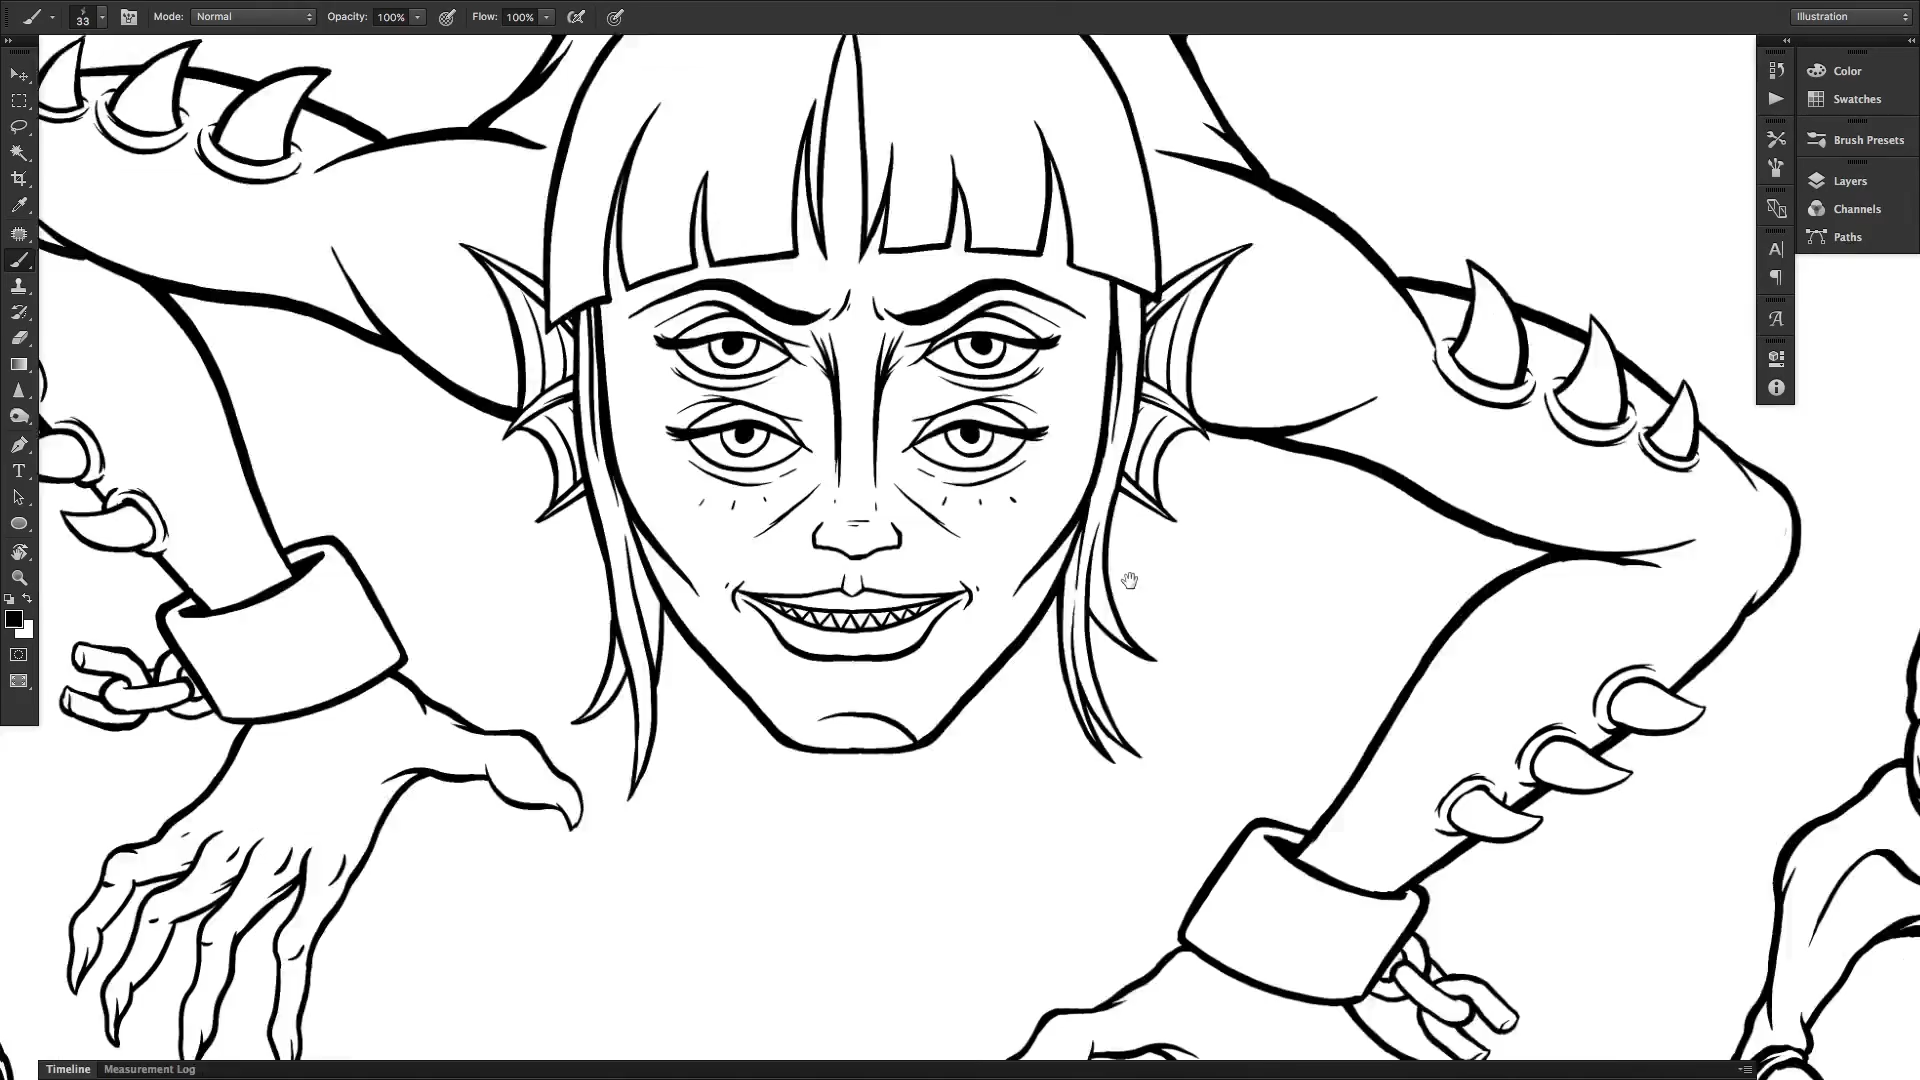 33 Mode: Normal Opacity: 100% Flow: 100% Illustration
Color
Swatches
Brush Presets
Layers
Channels
Paths
Timeline Measurement Log